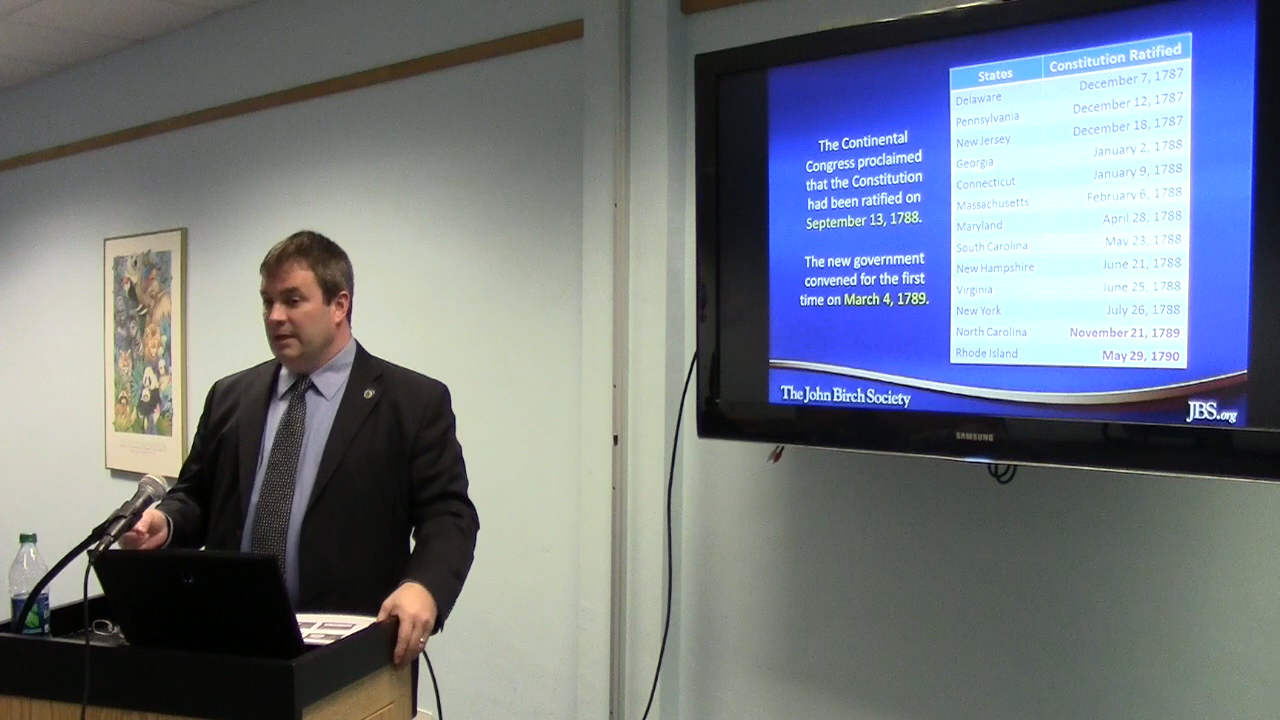 The Continental
Congress proclaimed
that the Constitution
had been ratified on
September 13, 1788.
The new government
convened for the first
time on March 4, 1789.
States Constitution Ratified
Delaware December 7, 1787
Pennsylvania December 12, 1787
New Jersey December 18, 1787
Georgia January 2, 1788
Connecticut January 9, 1788
Massachusetts February 6, 1788
Maryland April 28, 1788
South Carolina May 23, 1788
New Hampshire June 21, 1788
Virginia June 25, 1788
New York July 26, 1788
North Carolina November 21, 1789
Rhode Island May 29, 1790
The John Birch Society
JBS.org
SAMSUNG